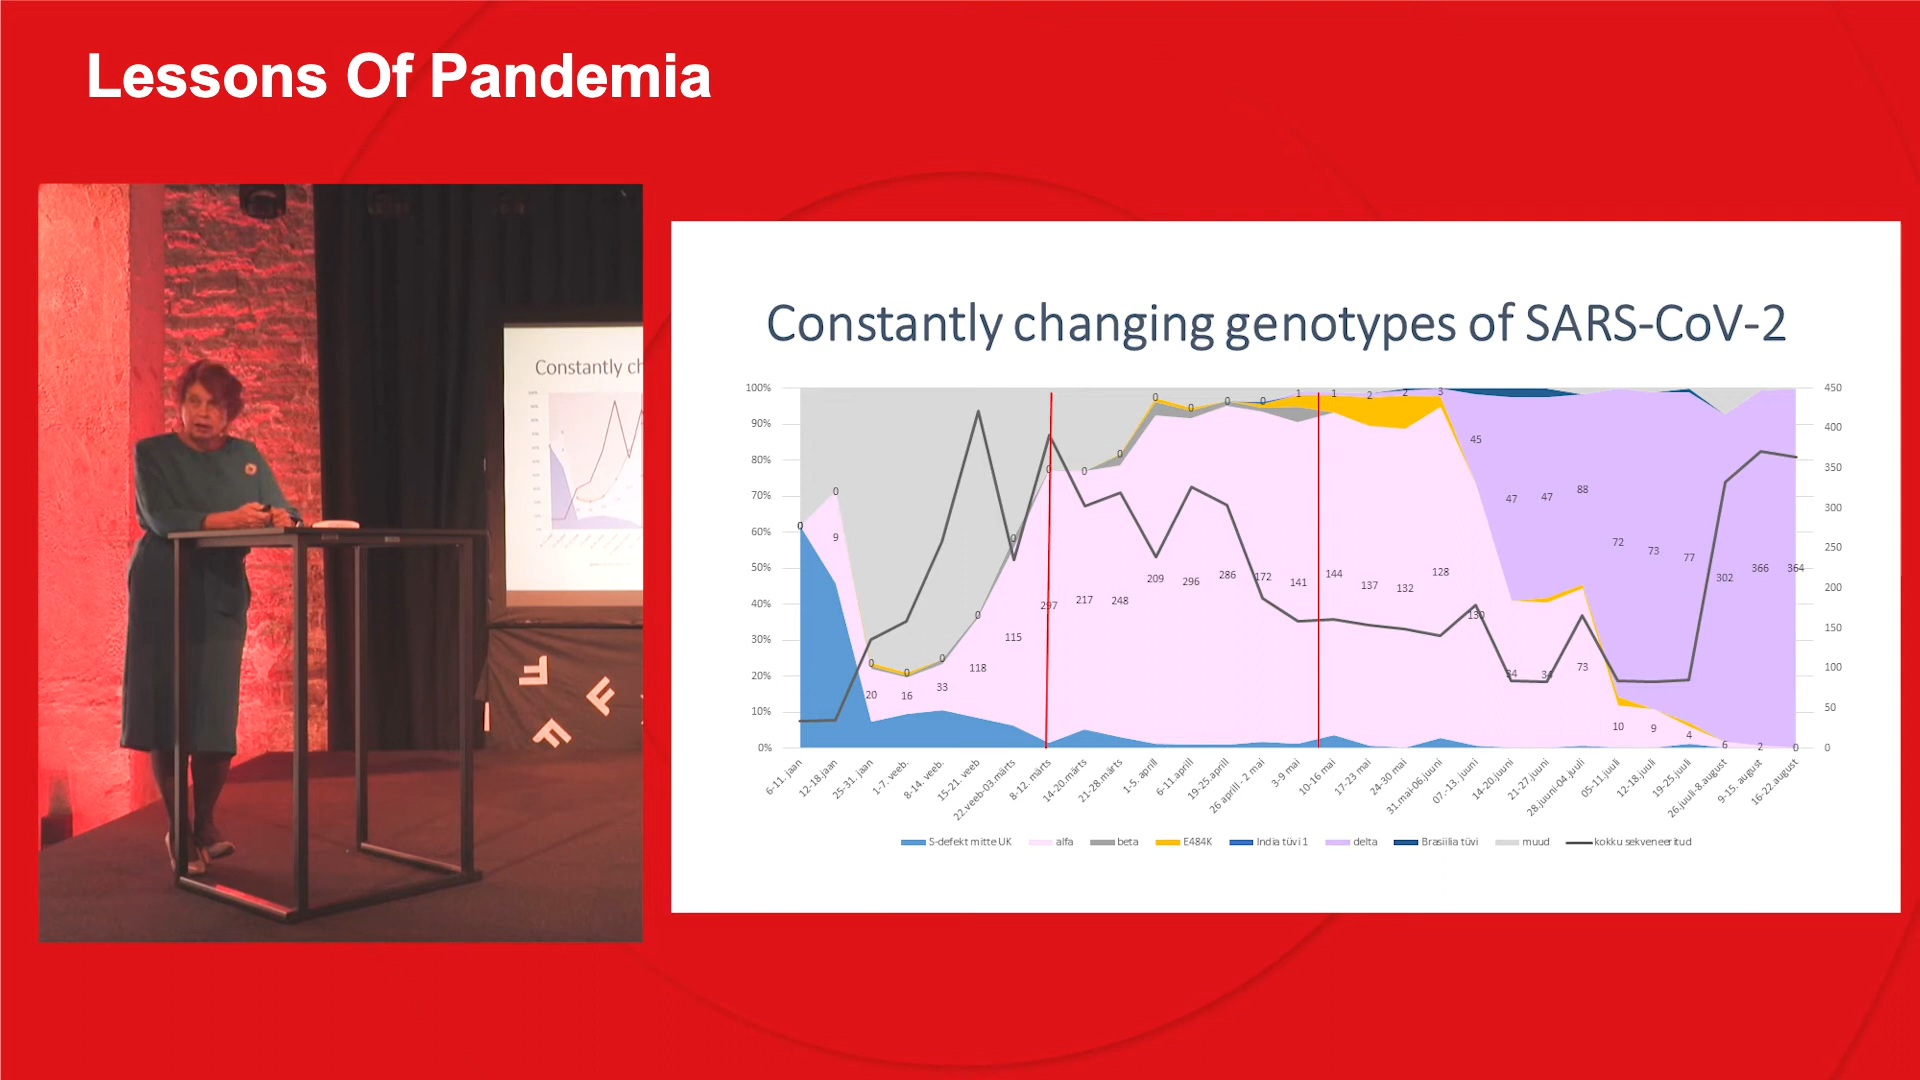 Lessons Of Pandemia
Constantly ch
Constantly changing genotypes of SARS-CoV-2
100%
90%
80%
70%
60%
50%
40%
30%
20%
10%
0%
450
400
350
300
250
200
150
100
50
0
0 0 0 0 0 0 0 0 0 0 0 0 0 0 1 1 2 2 3
45 47 47 88 72 73 77 302 366 364
9 20 16 33 118 115 297 217 248 209 296 286 172 141 144 137 132 128 130 34 34 73 10 9 4 6 2 0
6-11. jaan
12-18.jaan
25-31. jaan
1-7. veeb.
8-14. veeb.
15-21. veeb
22.veeb-03.märts
8-12. märts
14-20.märts
21-28.märts
1-5. aprill
6-11.aprill
19-25.aprill
26 aprill - 2 mai
3-9 mai
10-16 mai
17-23 mai
24-30 mai
31.mai-06.juuni
07.-13. juuni
14-20.juuni
21-27.juuni
28.juuni-04.juuli
05-11.juuli
12-18.juuli
19-25.juuli
26.juuli-8.august
9-15. august
16-22.august
S-defekt mitte UK alfa beta E484K India tüvi 1 delta Brasiilia tüvi muud kokku sekveneeritud